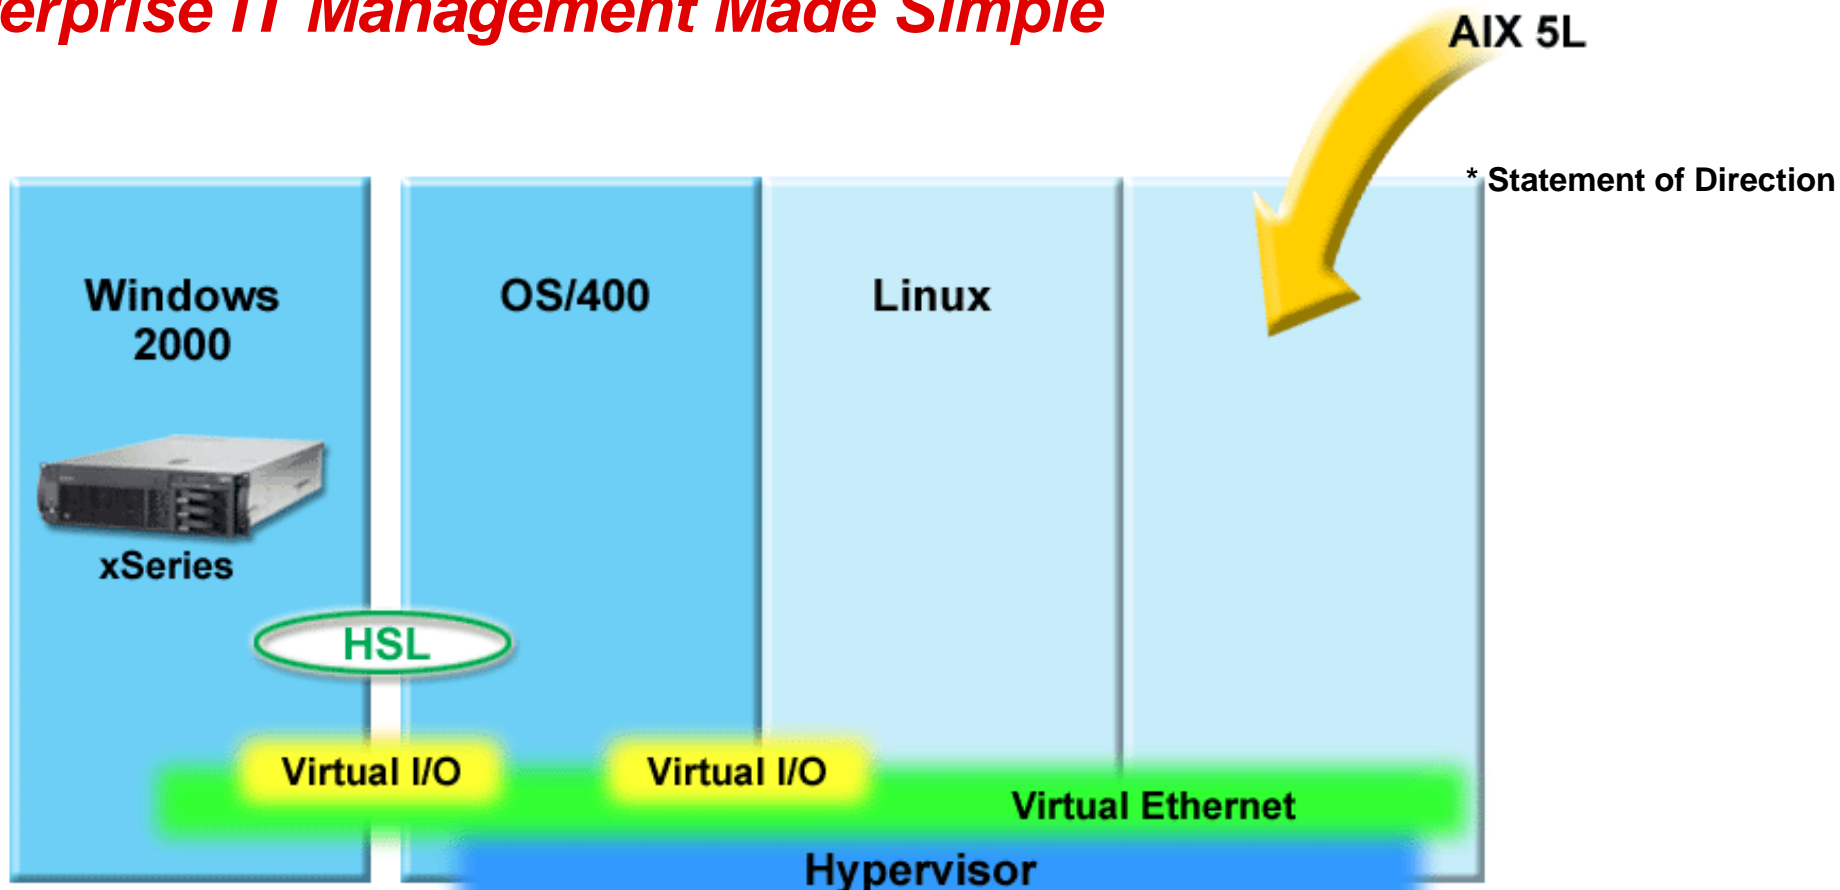 erprise IT Management Made Simple
AIX 5L
* Statement of Direction
Windows
2000
OS/400
Linux
xSeries
HSL
Virtual I/O
Virtual I/O
Virtual Ethernet
Hypervisor